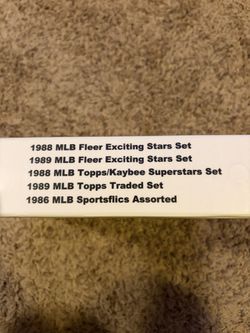 1988 MLB Fleer Exciting Stars Set
1989 MLB Fleer Exciting Stars Set
1988 MLB Topps/Kaybee Superstars Set
1989 MLB Topps Traded Set
1986 MLB Sportsflics Assorted